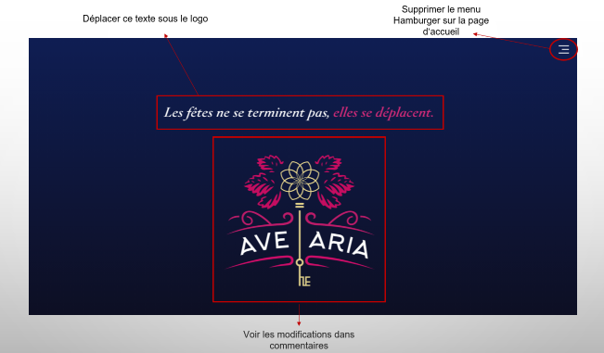 Déplacer ce texte sous le logo
Supprimer le menu
Hamburger sur la page
d'accueil
Les fêtes ne se terminent pas, elles se déplacent.
AVE ARIA
NE
Voir les modifications dans
commentaires